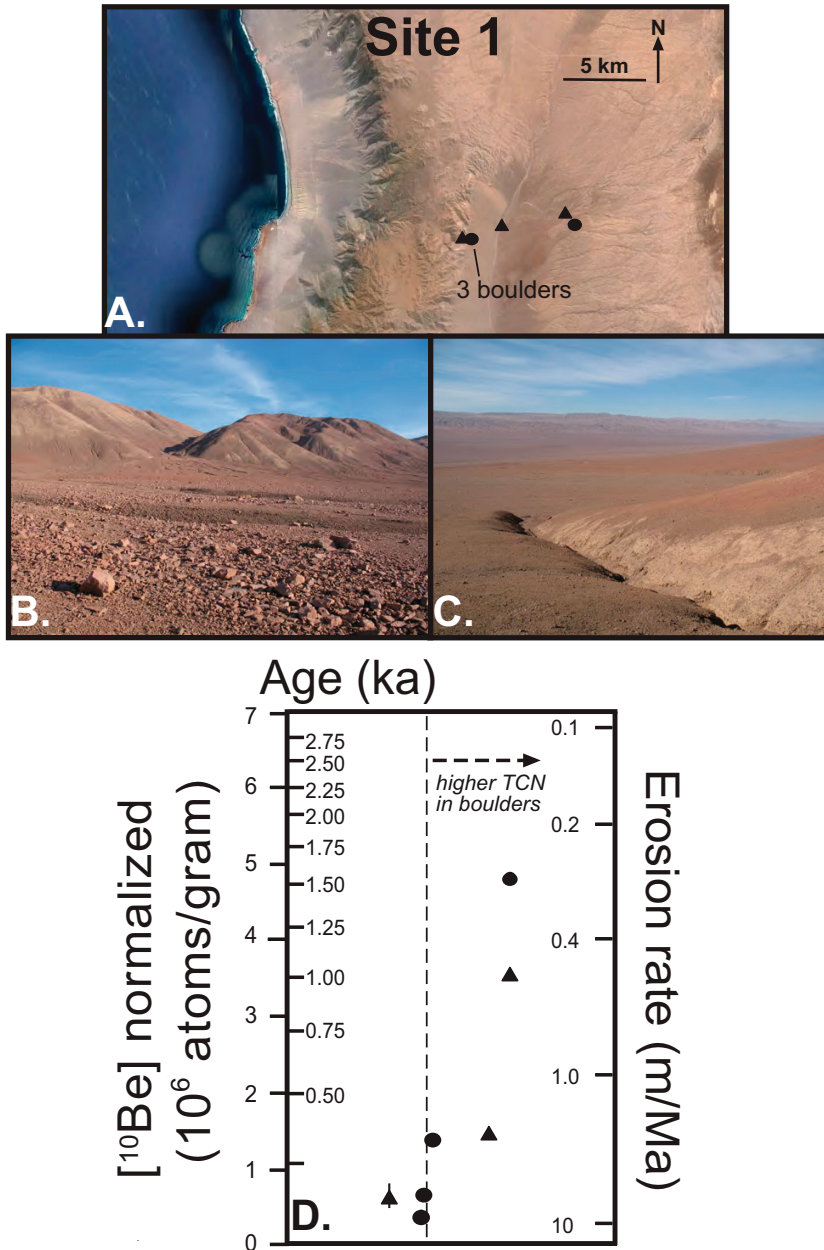 Site 1
N
5 km
3 boulders
A.
B.
C.
Age (ka)
7
6
5
4
3
2
1
0
[¹⁰Be] normalized
(10⁶ atoms/gram)
2.75
2.50
2.25
2.00
1.75
1.50
1.25
1.00
0.75
0.50
higher TCN
in boulders
0.1
0.2
0.4
1.0
10
Erosion rate (m/Ma)
D.